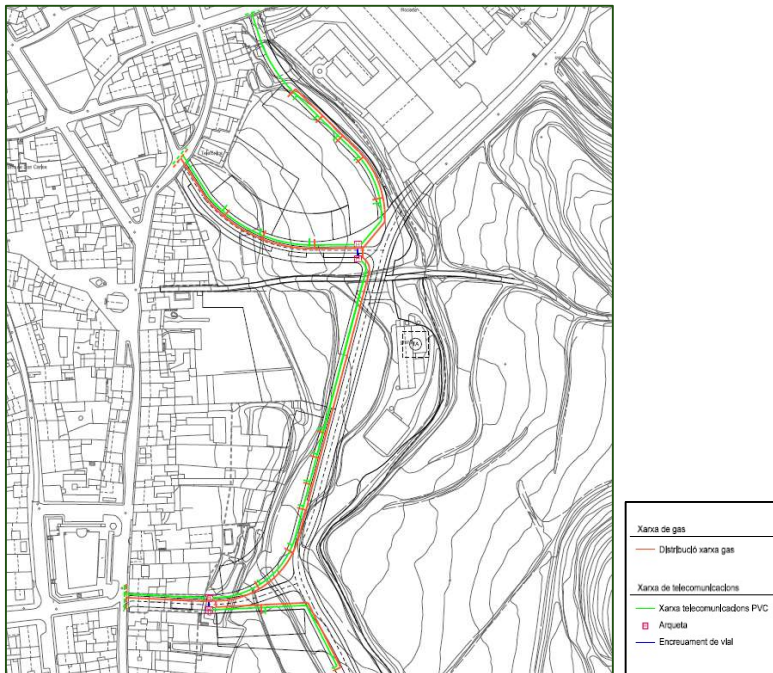 Xarxa de gas
Distribució xarxa gas
Xarxa de telecomunicacions
Xarxa telecomunicacions PVC
Arqueta
Encreuament de vial